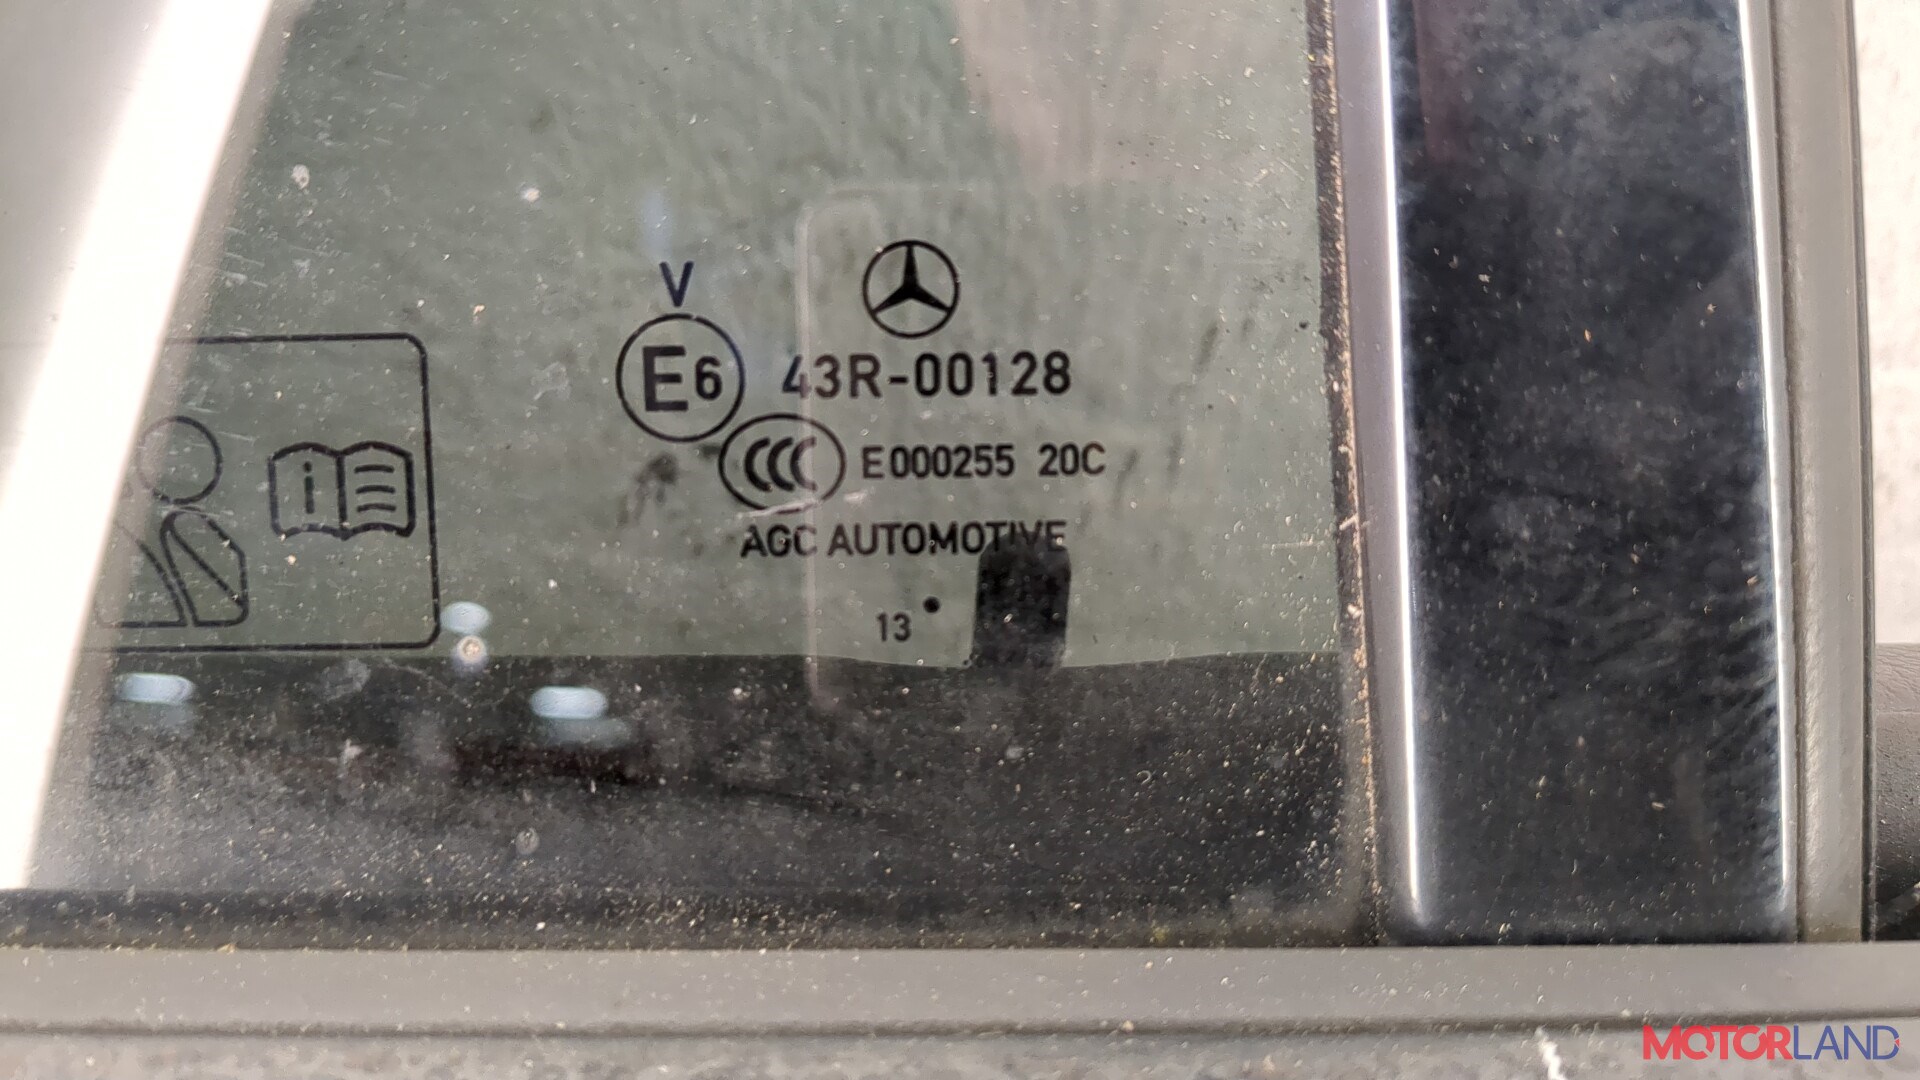 V
E6 43R-00128
CCC E000255 20C
AGC AUTOMOTIVE
13 •
i
MOTORLAND